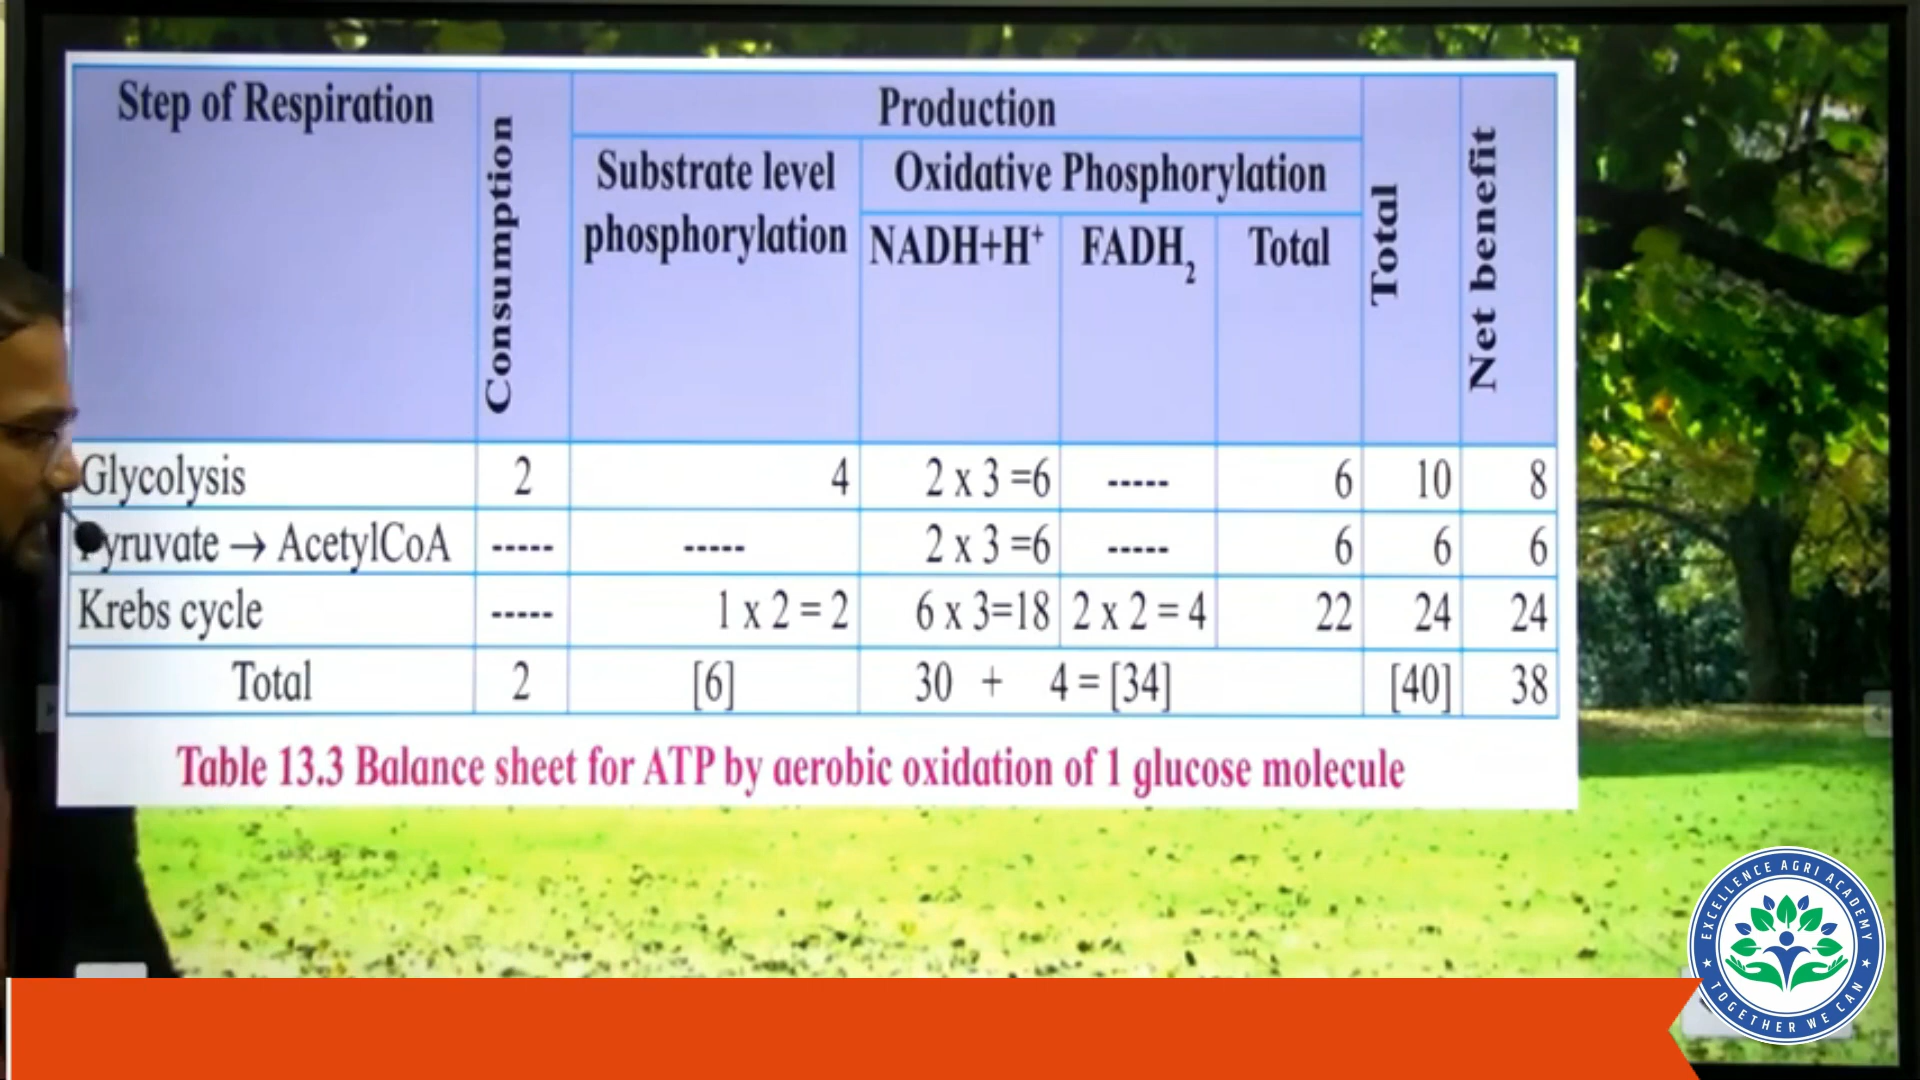 Step of Respiration
Consumption
Production
Total
Net benefit
Substrate level
phosphorylation
Oxidative Phosphorylation
NADH+H⁺ FADH₂ Total
Glycolysis 2 4 2 x 3 =6 ----- 6 10 8
Pyruvate → AcetylCoA ----- ----- 2 x 3 =6 ----- 6 6 6
Krebs cycle ----- 1 x 2 = 2 6 x 3=18 2 x 2 = 4 22 24 24
Total 2 [6] 30 + 4 = [34] [40] 38
Table 13.3 Balance sheet for ATP by aerobic oxidation of 1 glucose molecule
EXCELLENCE AGRI ACADEMY
TOGETHER WE CAN